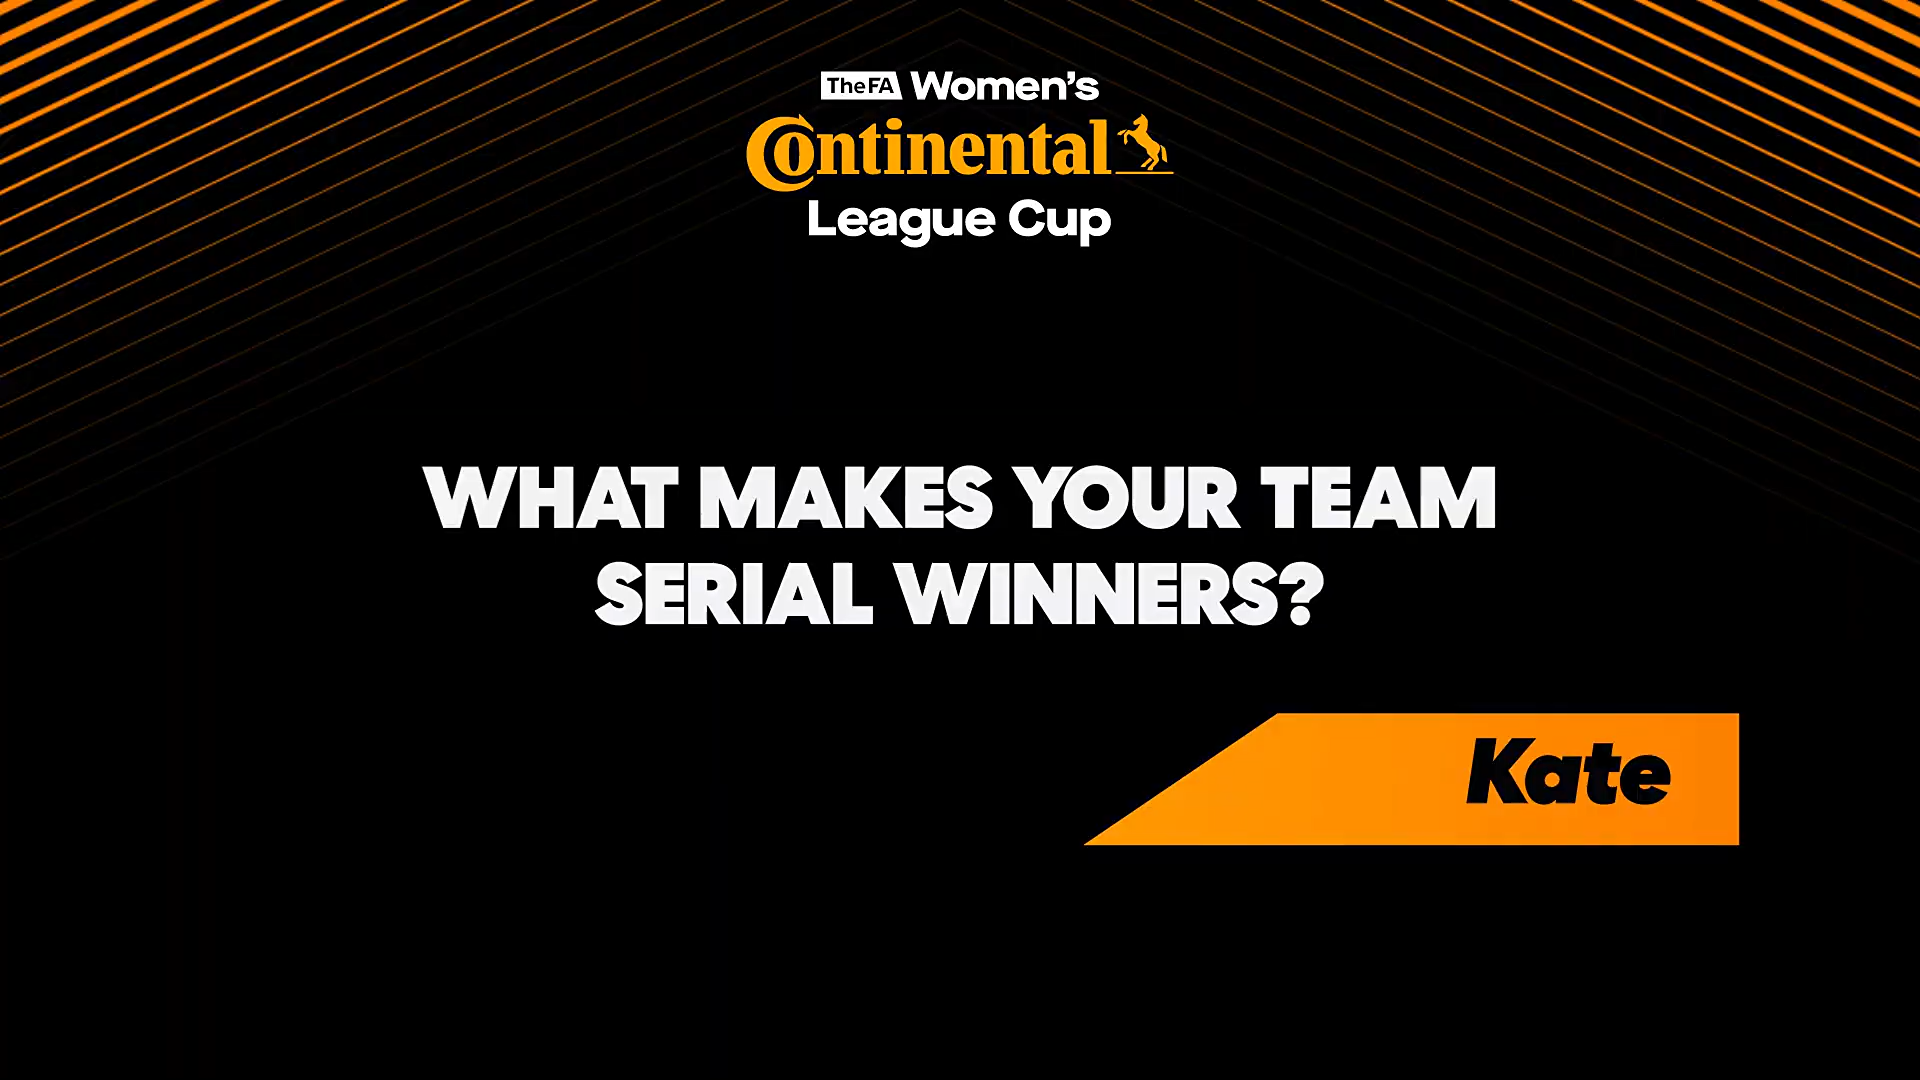 TheFA Women's
Continental
League Cup
WHAT MAKES YOUR TEAM
SERIAL WINNERS?
Kate